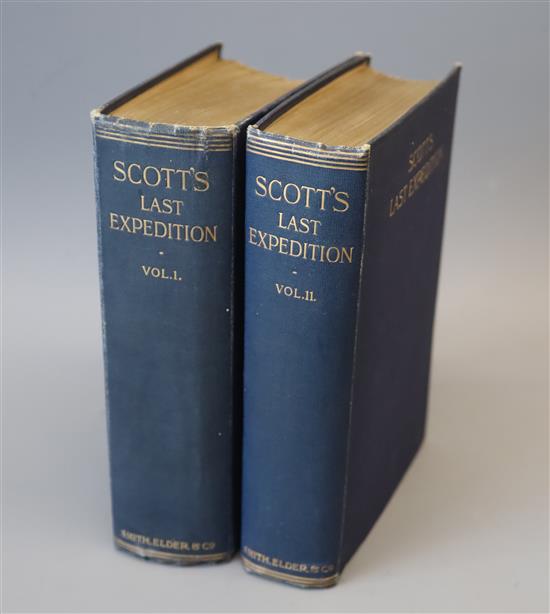 SCOTT'S
LAST
EXPEDITION
-
VOL.I.
SMITH, ELDER, & CO
SCOTT'S
LAST
EXPEDITION
-
VOL.II.
SMITH, ELDER, & CO
SCOTT'S
LAST EXPEDITION